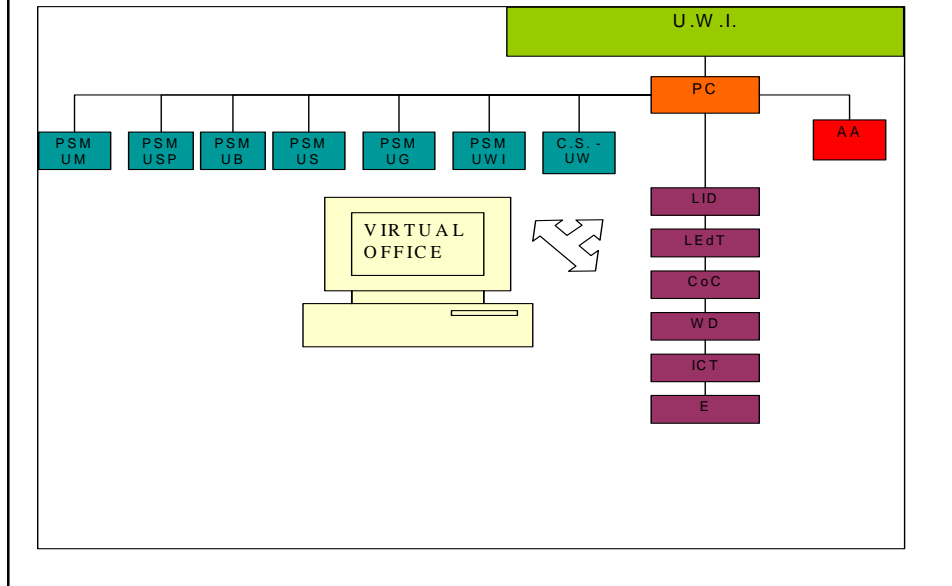 U.W.I.
PC
AA
PSM
UM
PSM
USP
PSM
UB
PSM
US
PSM
UG
PSM
UWI
C.S. -
UW
LID
VIRTUAL
OFFICE
LEdT
CoC
WD
ICT
E